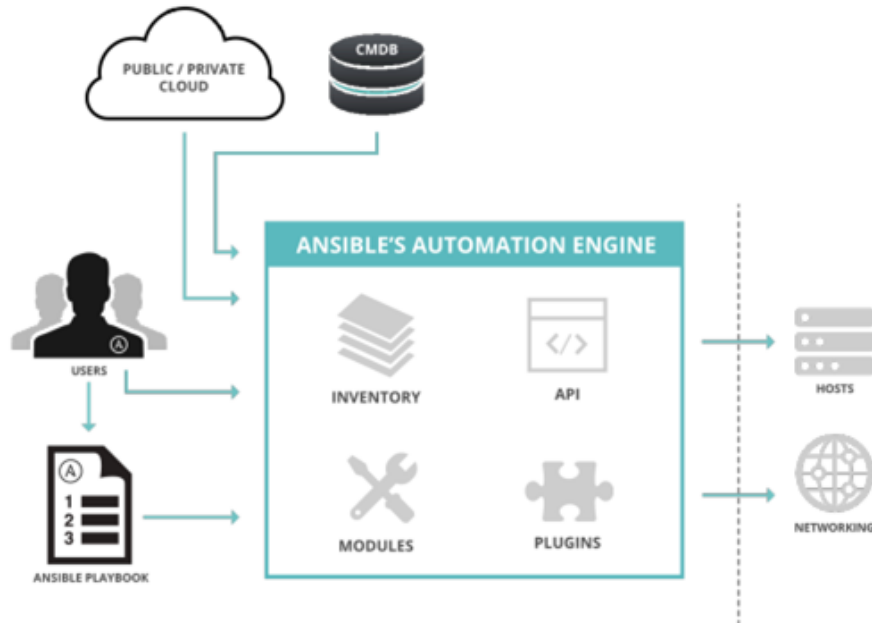 PUBLIC / PRIVATE
CLOUD
CMDB
ANSIBLE'S AUTOMATION ENGINE
USERS
A
INVENTORY
</>
API
HOSTS
A
1
2
3
MODULES
PLUGINS
NETWORKING
ANSIBLE PLAYBOOK